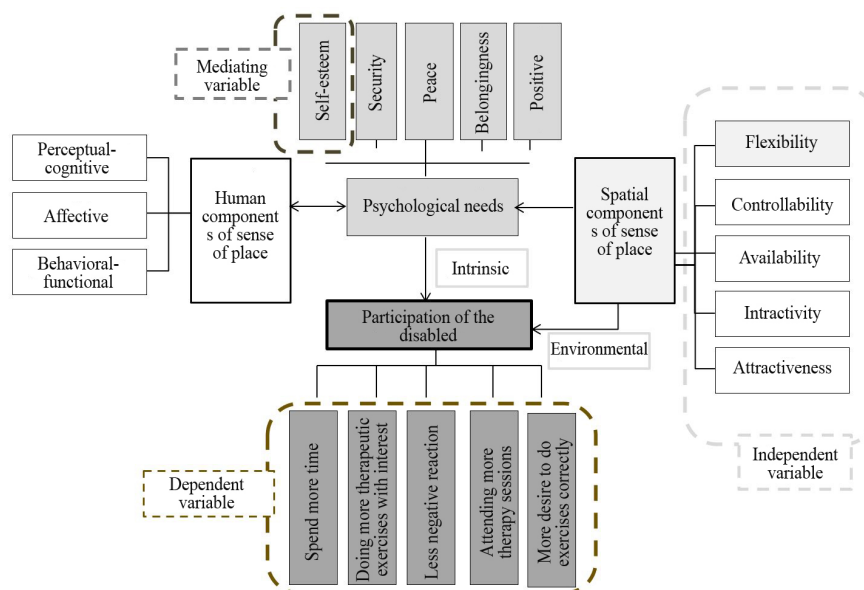 Mediating
variable
Self-esteem
Security
Peace
Belongingness
Positive
Perceptual-
cognitive
Affective
Behavioral-
functional
Human
component
s of sense
of place
Psychological needs
Spatial
component
s of sense of
place
Flexibility
Controllability
Availability
Intractivity
Attractiveness
Intrinsic
Participation of the
disabled
Environmental
Independent
variable
Dependent
variable
Spend more time
Doing more therapeutic
exercises with interest
Less negative reaction
Attending more
therapy sessions
More desire to do
exercises correctly